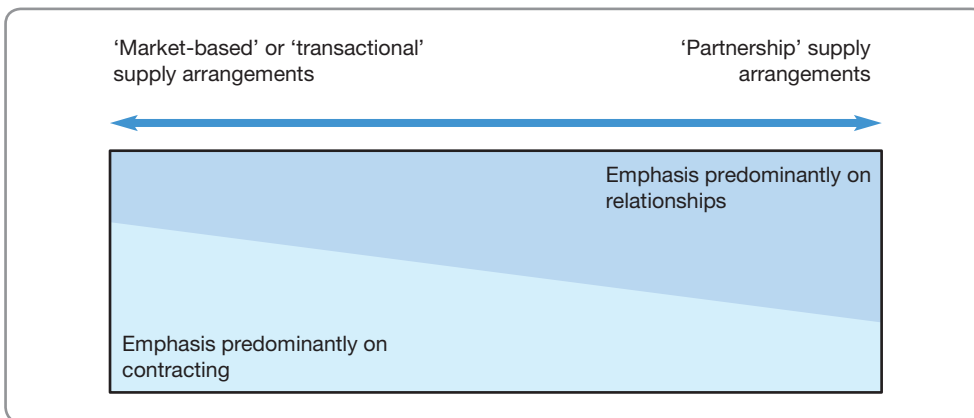 ‘Market-based’ or ‘transactional’
supply arrangements
‘Partnership’ supply
arrangements
Emphasis predominantly on
relationships
Emphasis predominantly on
contracting